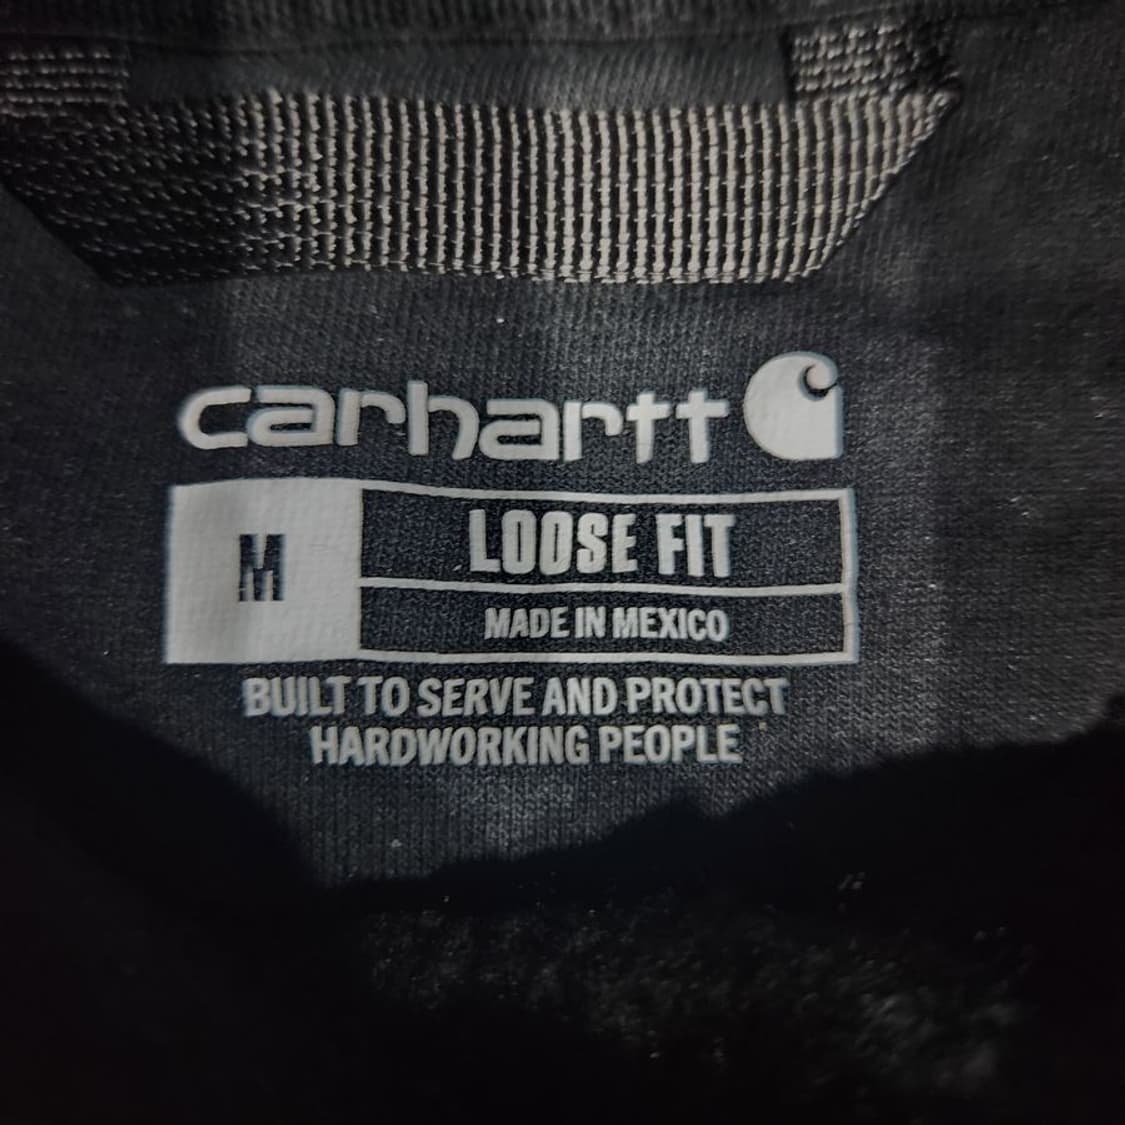 carhartt
M
LOOSE FIT
MADE IN MEXICO
BUILT TO SERVE AND PROTECT
HARDWORKING PEOPLE